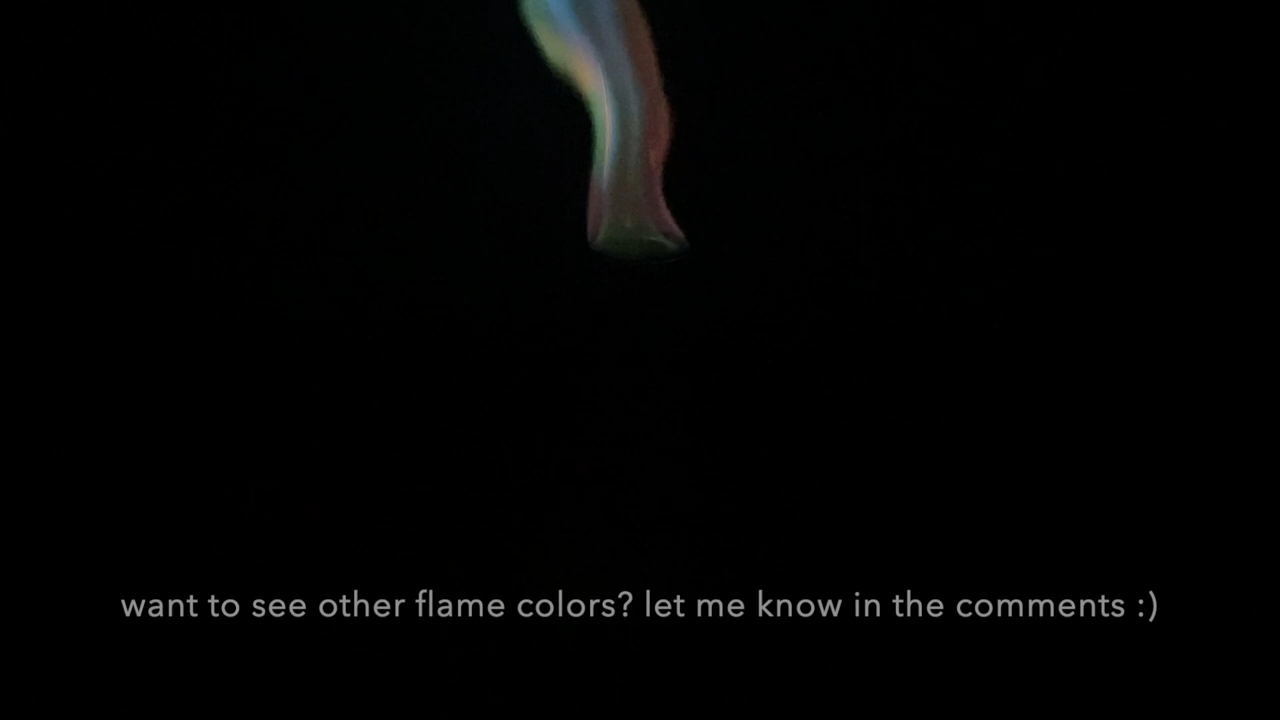 want to see other flame colors? let me know in the comments :)